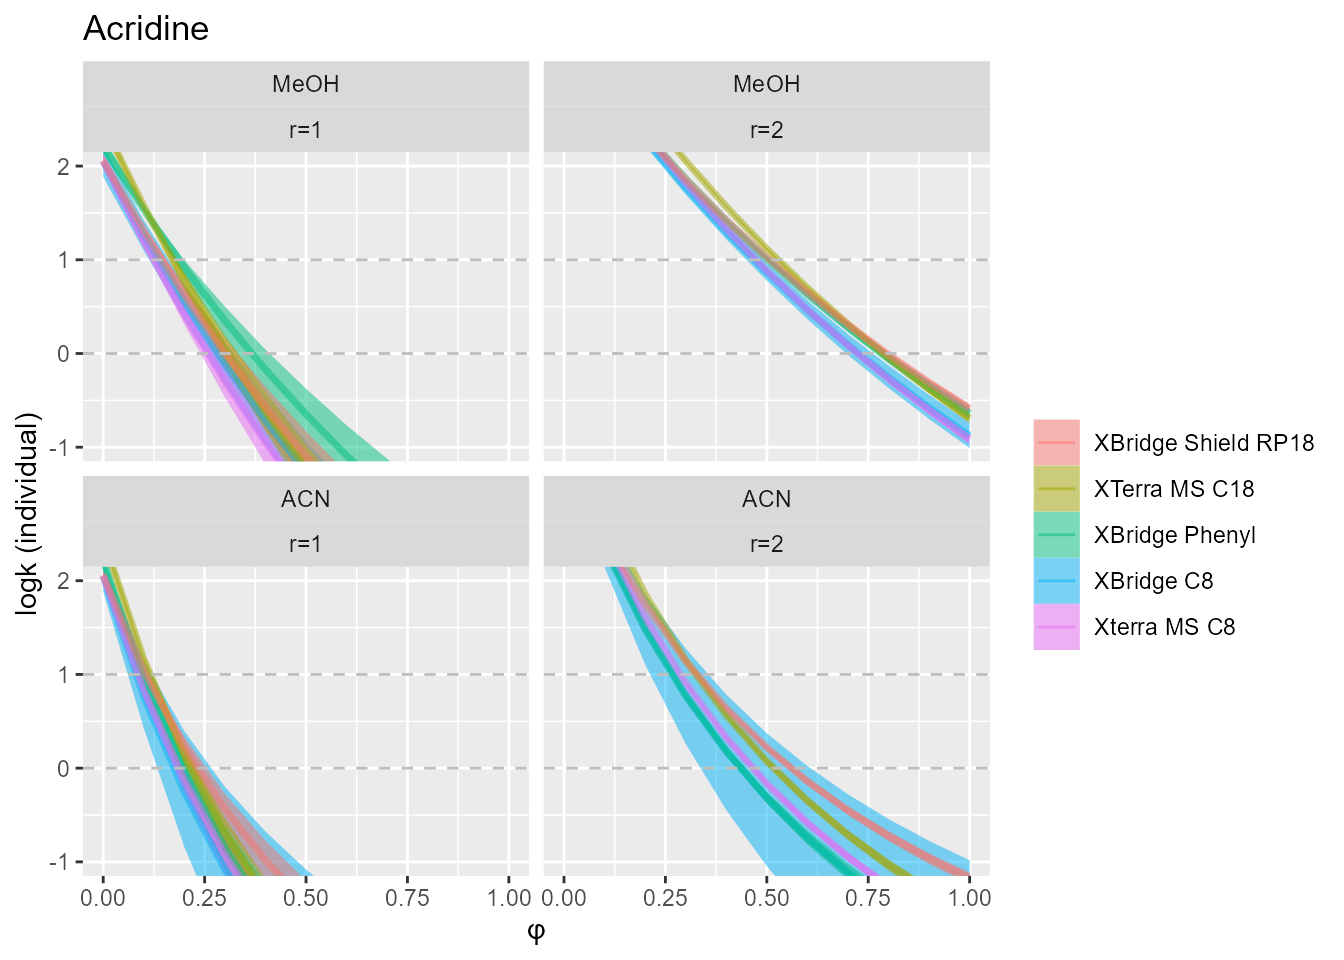 Acridine
MeOH
MeOH
r=1
r=2
2
1
0
-1
ACN
ACN
r=1
r=2
2
1
0
-1
0.00 0.25 0.50 0.75 1.00 0.00 0.25 0.50 0.75 1.00
φ
logk (individual)
XBridge Shield RP18
XTerra MS C18
XBridge Phenyl
XBridge C8
Xterra MS C8